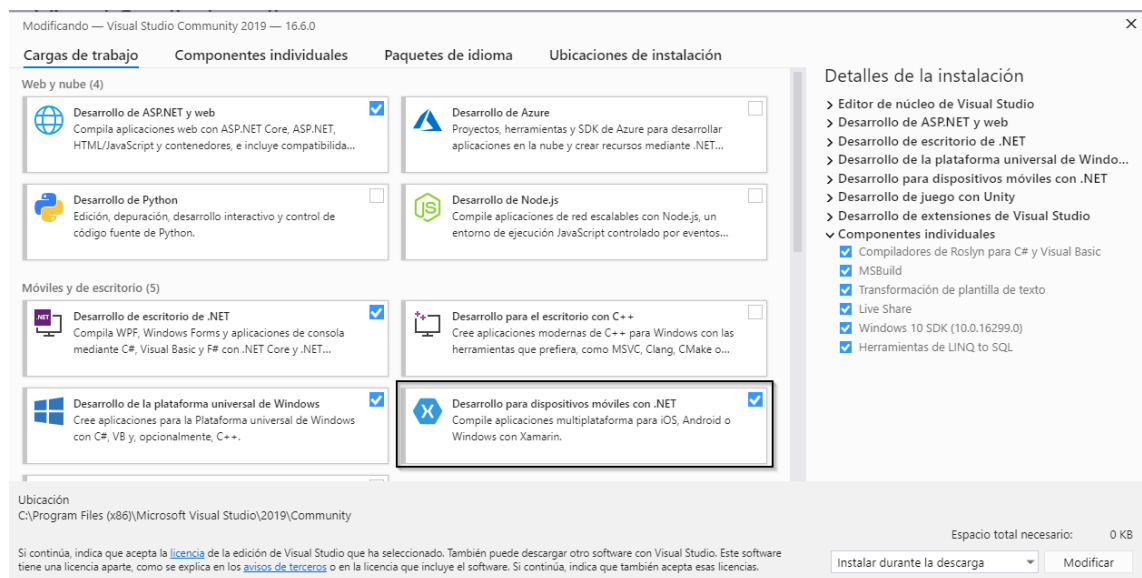 Modificando — Visual Studio Community 2019 — 16.6.0
Cargas de trabajo
Componentes individuales
Paquetes de idioma
Ubicaciones de instalación
Web y nube (4)
Desarrollo de ASP.NET y web
Compila aplicaciones web con ASP.NET Core, ASP.NET,
HTML/JavaScript y contenedores, e incluye compatibilida...
Desarrollo de Azure
Proyectos, herramientas y SDK de Azure para desarrollar
aplicaciones en la nube y crear recursos mediante .NET...
Desarrollo de Python
Edición, depuración, desarrollo interactivo y control de
código fuente de Python.
Desarrollo de Node.js
Compile aplicaciones de red escalables con Node.js, un
entorno de ejecución JavaScript controlado por eventos...
Móviles y de escritorio (5)
.NET
Desarrollo de escritorio de .NET
Compila WPF, Windows Forms y aplicaciones de consola
mediante C#, Visual Basic y F# con .NET Core y .NET...
Desarrollo para el escritorio con C++
Cree aplicaciones modernas de C++ para Windows con las
herramientas que prefiera, como MSVC, Clang, CMake o...
Desarrollo de la plataforma universal de Windows
Cree aplicaciones para la Plataforma universal de Windows
con C#, VB y, opcionalmente, C++.
Desarrollo para dispositivos móviles con .NET
Compile aplicaciones multiplataforma para iOS, Android o
Windows con Xamarin.
Detalles de la instalación
Editor de núcleo de Visual Studio
Desarrollo de ASP.NET y web
Desarrollo de escritorio de .NET
Desarrollo de la plataforma universal de Windo...
Desarrollo para dispositivos móviles con .NET
Desarrollo de juego con Unity
Desarrollo de extensiones de Visual Studio
Componentes individuales
Compiladores de Roslyn para C# y Visual Basic
MSBuild
Transformación de plantilla de texto
Live Share
Windows 10 SDK (10.0.16299.0)
Herramientas de LINQ to SQL
Ubicación
C:\Program Files (x86)\Microsoft Visual Studio\2019\Community
Si continúa, indica que acepta la licencia de la edición de Visual Studio que ha seleccionado. También puede descargar otro software con Visual Studio. Este software
tiene una licencia aparte, como se explica en los avisos de terceros o en la licencia que incluye el software. Si continúa, indica que también acepta esas licencias.
Espacio total necesario: 0 KB
Instalar durante la descarga
Modificar